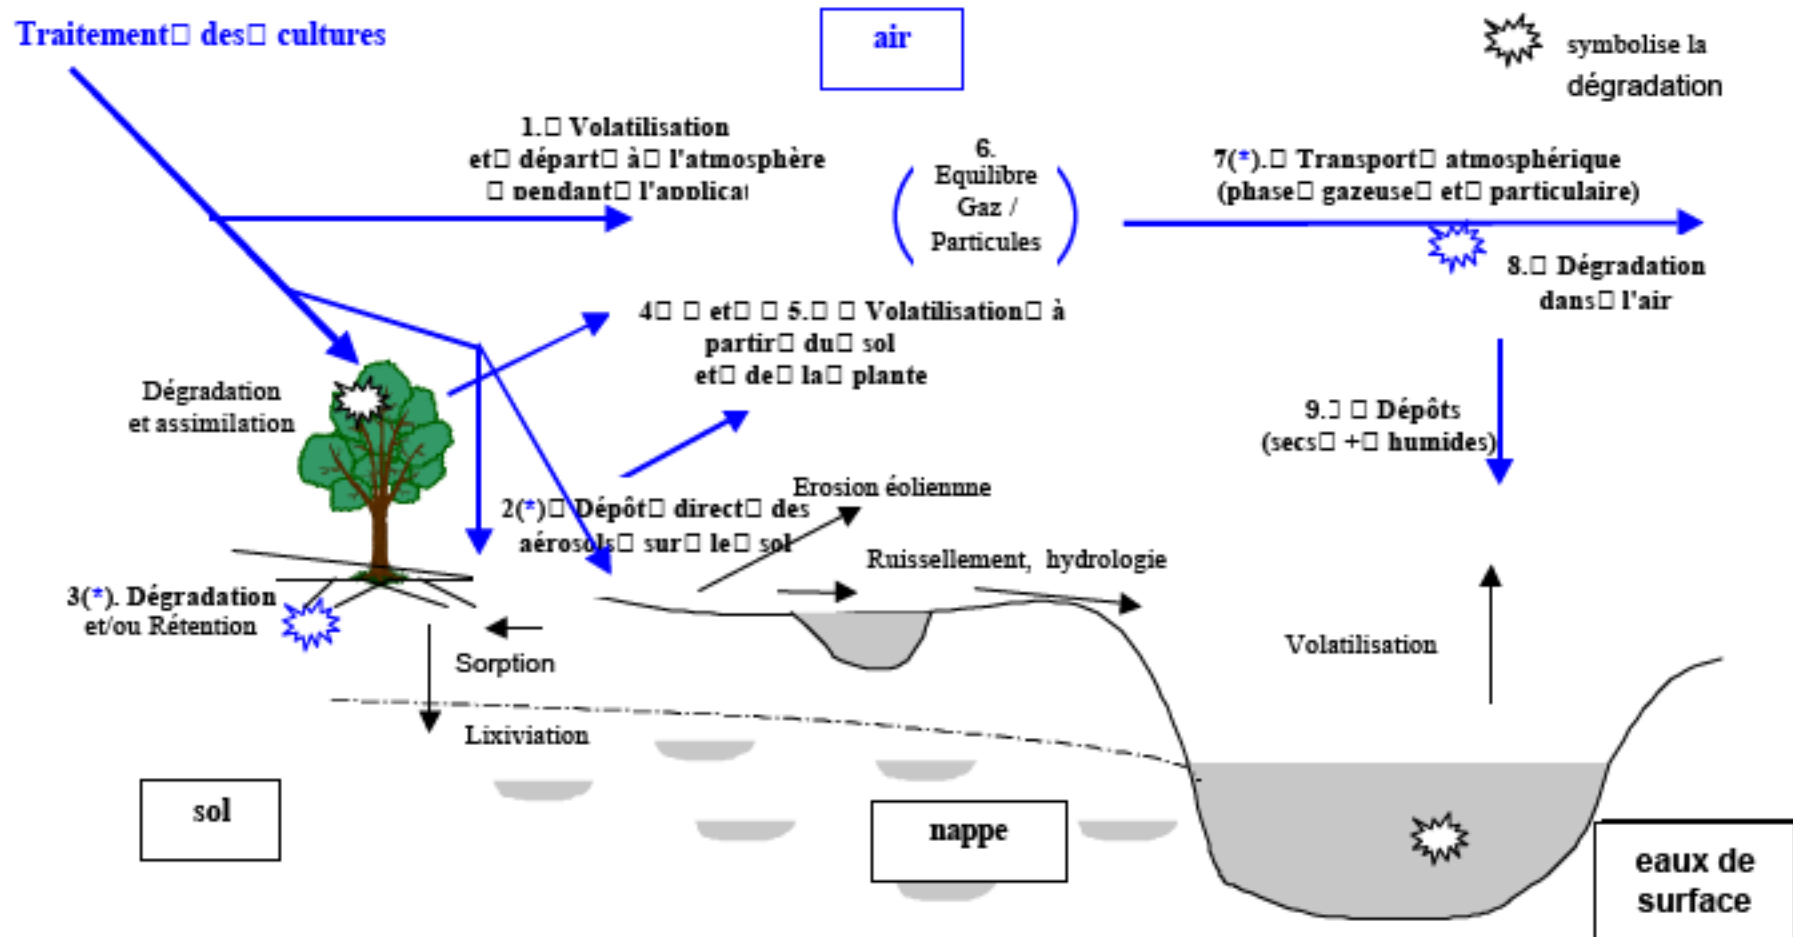 Traitement□ des□ cultures
air
symbolise la
dégradation
1.□ Volatilisation
et□ départ□ à□ l'atmosphère
□ pendant□ l'applicat
6.
Equilibre
Gaz /
Particules
7(*).□ Transport□ atmosphérique
(phase□ gazeuse□ et□ particulaire)
8.□ Dégradation
dans□ l'air
4□ □ et□ □ 5.□ □ Volatilisation□ à
partir□ du□ sol
et□ de□ la□ plante
Dégradation
et assimilation
9.□ □ Dépôts
(secs□ +□ humides)
Erosion éoliennne
2(*)□ Dépôt□ direct□ des
aérosols□ sur□ le□ sol
Ruissellement, hydrologie
3(*). Dégradation
et/ou Rétention
Sorption
Volatilisation
Lixiviation
sol
nappe
eaux de
surface